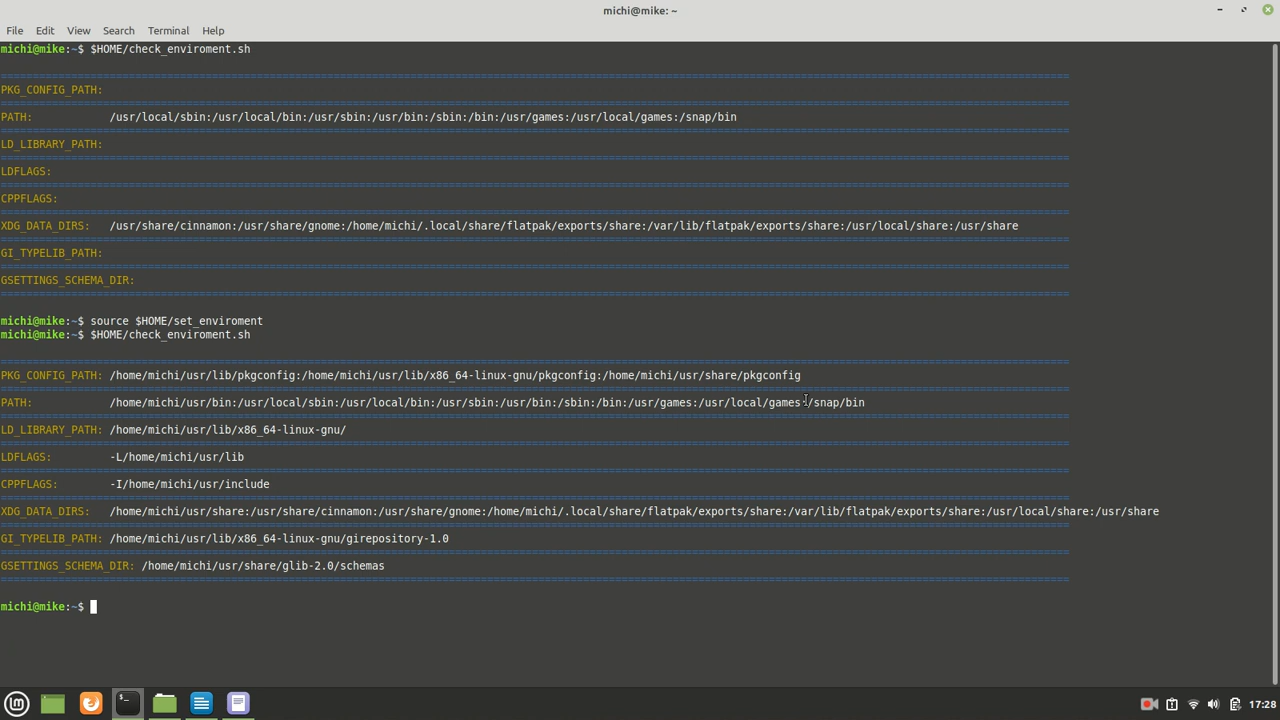 michi@mike: ~
File Edit View Search Terminal Help
michi@mike:~$ $HOME/check_enviroment.sh
=====================================================================================================================================================
PKG_CONFIG_PATH:
=====================================================================================================================================================
PATH: /usr/local/sbin:/usr/local/bin:/usr/sbin:/usr/bin:/sbin:/bin:/usr/games:/usr/local/games:/snap/bin
=====================================================================================================================================================
LD_LIBRARY_PATH:
=====================================================================================================================================================
LDFLAGS:
=====================================================================================================================================================
CPPFLAGS:
=====================================================================================================================================================
XDG_DATA_DIRS: /usr/share/cinnamon:/usr/share/gnome:/home/michi/.local/share/flatpak/exports/share:/var/lib/flatpak/exports/share:/usr/local/share:/usr/share
=====================================================================================================================================================
GI_TYPELIB_PATH:
=====================================================================================================================================================
GSETTINGS_SCHEMA_DIR:
=====================================================================================================================================================
michi@mike:~$ source $HOME/set_enviroment
michi@mike:~$ $HOME/check_enviroment.sh
=====================================================================================================================================================
PKG_CONFIG_PATH: /home/michi/usr/lib/pkgconfig:/home/michi/usr/lib/x86_64-linux-gnu/pkgconfig:/home/michi/usr/share/pkgconfig
=====================================================================================================================================================
PATH: /home/michi/usr/bin:/usr/local/sbin:/usr/local/bin:/usr/sbin:/usr/bin:/sbin:/bin:/usr/games:/usr/local/games:/snap/bin
=====================================================================================================================================================
LD_LIBRARY_PATH: /home/michi/usr/lib/x86_64-linux-gnu/
=====================================================================================================================================================
LDFLAGS: -L/home/michi/usr/lib
=====================================================================================================================================================
CPPFLAGS: -I/home/michi/usr/include
=====================================================================================================================================================
XDG_DATA_DIRS: /home/michi/usr/share:/usr/share/cinnamon:/usr/share/gnome:/home/michi/.local/share/flatpak/exports/share:/var/lib/flatpak/exports/share:/usr/local/share:/usr/share
=====================================================================================================================================================
GI_TYPELIB_PATH: /home/michi/usr/lib/x86_64-linux-gnu/girepository-1.0
=====================================================================================================================================================
GSETTINGS_SCHEMA_DIR: /home/michi/usr/share/glib-2.0/schemas
=====================================================================================================================================================
michi@mike:~$
17:28